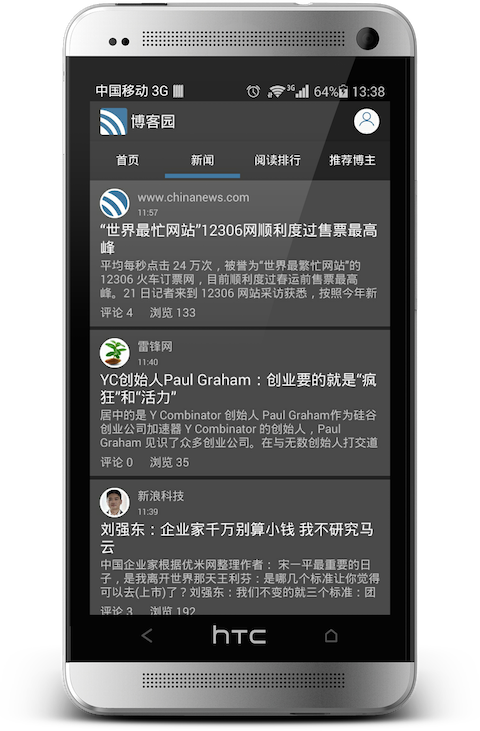 中国移动 3G
3G 64% 13:38
博客园
首页 新闻 阅读排行 推荐博主
www.chinanews.com
11:57
“世界最忙网站”12306网顺利度过售票最高
峰
平均每秒点击 24 万次，被誉为“世界最繁忙网站”的
12306 火车订票网，目前顺利度过春运前售票最高
峰。21 日记者来到 12306 网站采访获悉，按照今年新
评论 4 浏览 133
雷锋网
11:40
YC创始人Paul Graham：创业要的就是“疯
狂”和“活力”
居中的是 Y Combinator 创始人 Paul Graham作为硅谷
创业公司加速器 Y Combinator 的创始人，Paul
Graham 见识了众多创业公司。在与无数创始人打交道
评论 0 浏览 35
新浪科技
11:39
刘强东：企业家千万别算小钱 我不研究马
云
中国企业家根据优米网整理作者： 宋一平最重要的日
子，是我离开世界那天王利芬：是哪几个标准让你觉得
可以去(上市)了？刘强东：我们不变的就三个标准：团
评论 3 浏览 192
hTC